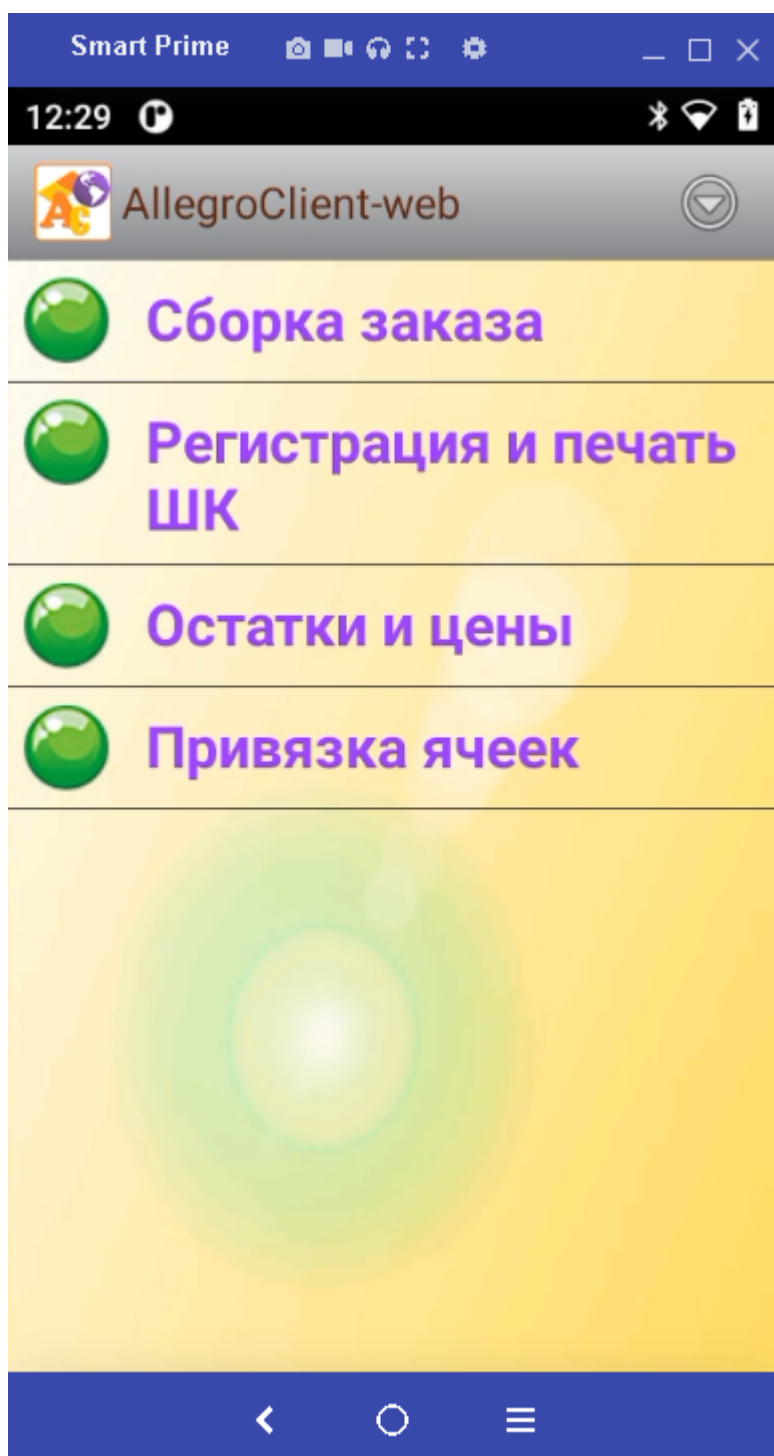 Smart Prime
12:29
AllegroClient-web
Сборка заказа
Регистрация и печать
ШК
Остатки и цены
Привязка ячеек